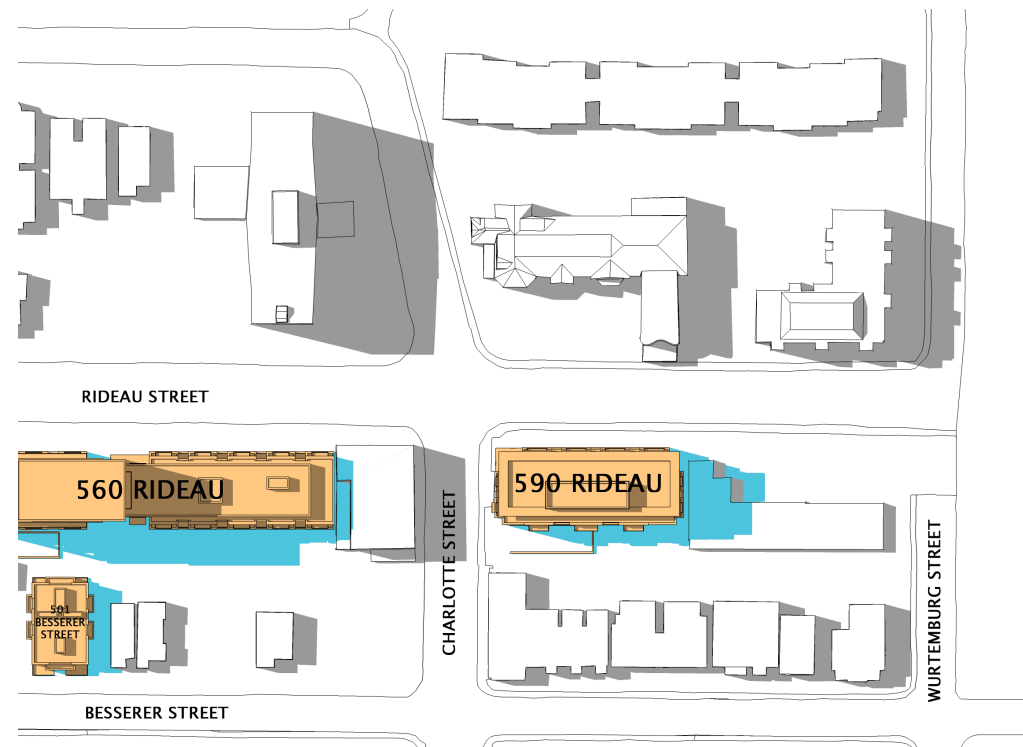 RIDEAU STREET
560 RIDEAU
590 RIDEAU
CHARLOTTE STREET
WURTEMBURG STREET
501
BESSERER
STREET
BESSERER STREET